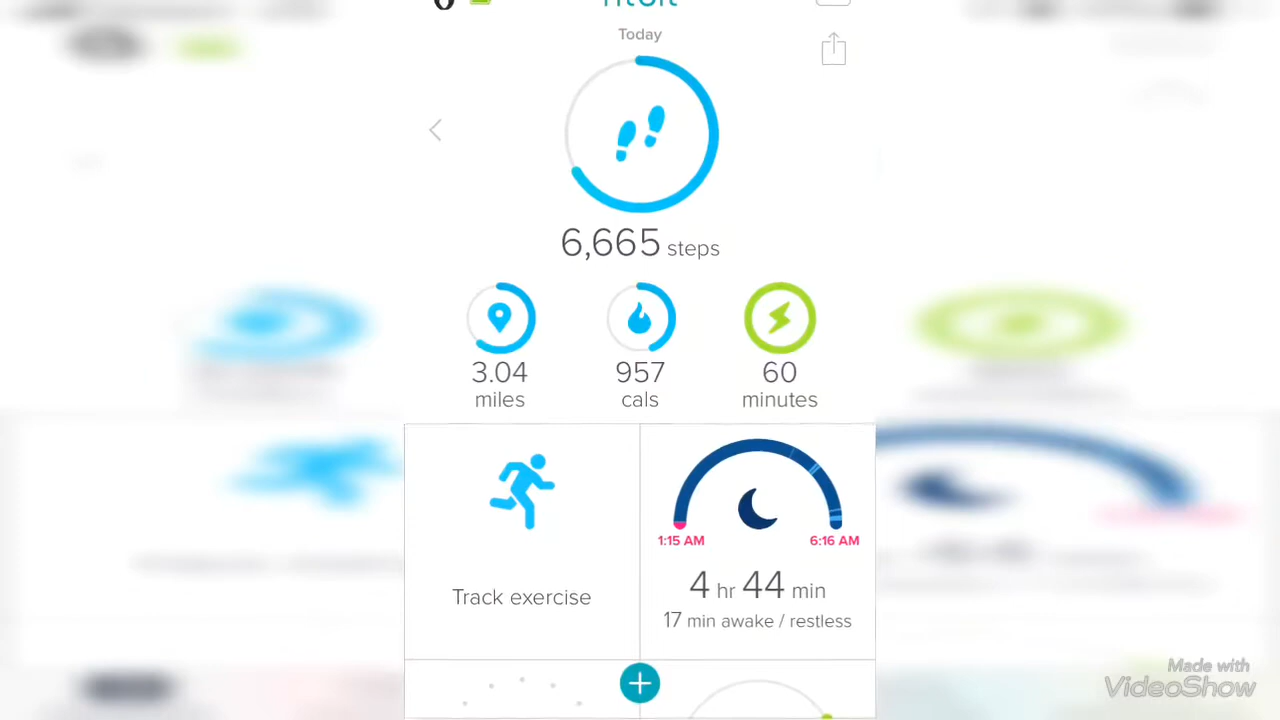 Today
6,665 steps
3.04 957 60
miles cals minutes
1:15 AM 6:16 AM
4 hr 44 min
Track exercise
17 min awake / restless
Made with
VideoShow